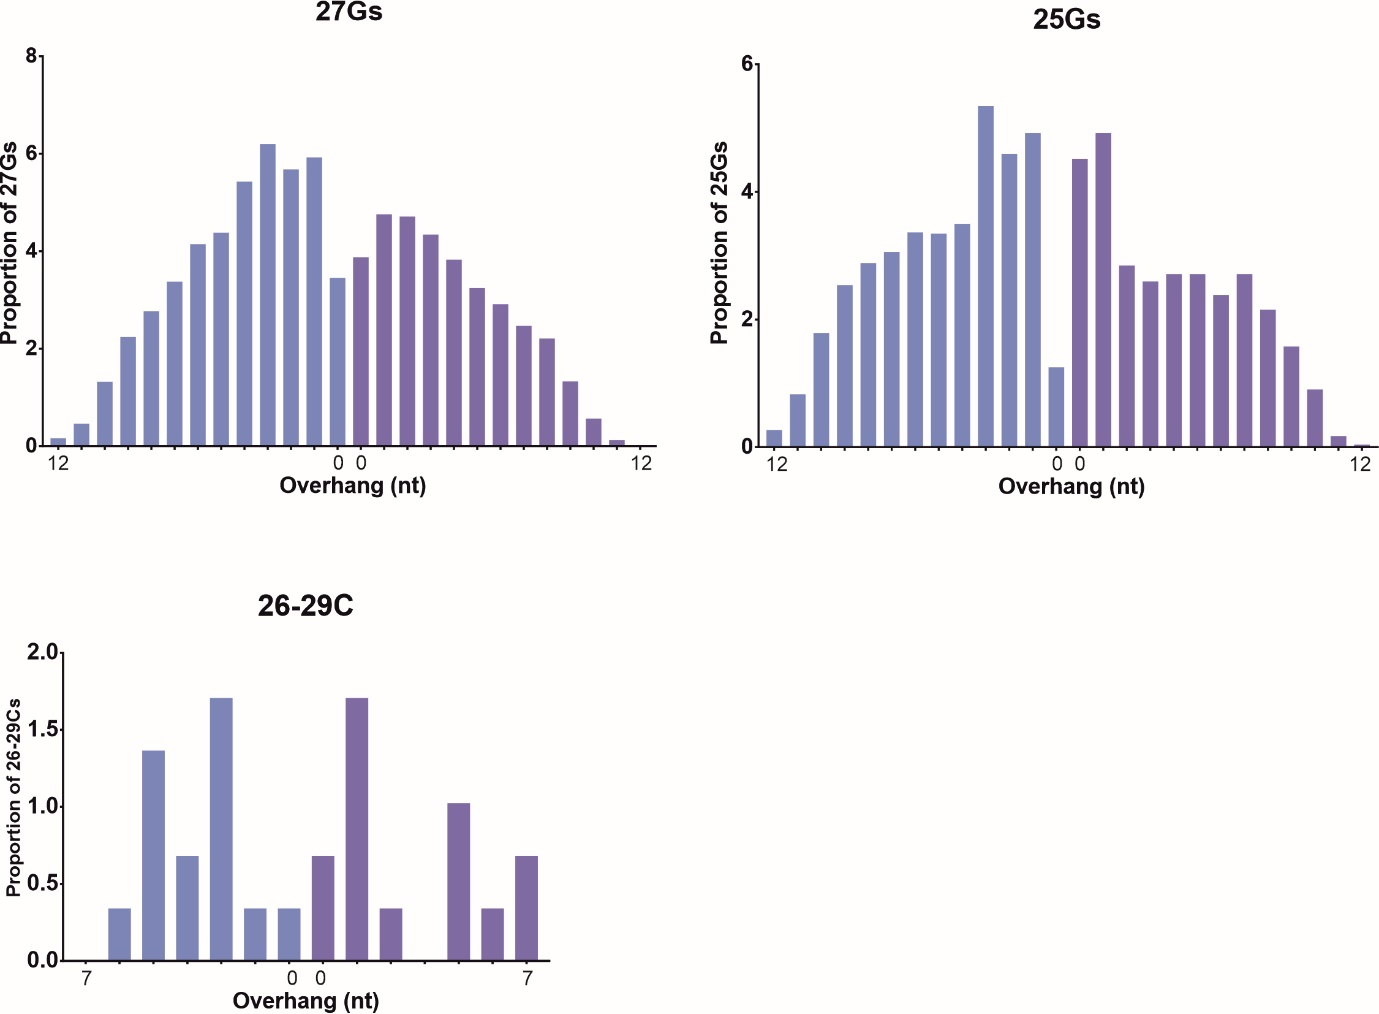 27Gs
8
6
4
2
0
Proportion of 27Gs
12 0 0 12
Overhang (nt)
25Gs
6
4
2
0
Proportion of 25Gs
12 0 0 12
Overhang (nt)
26-29C
2.0
1.5
1.0
0.5
0.0
Proportion of 26-29Cs
7 0 0 7
Overhang (nt)